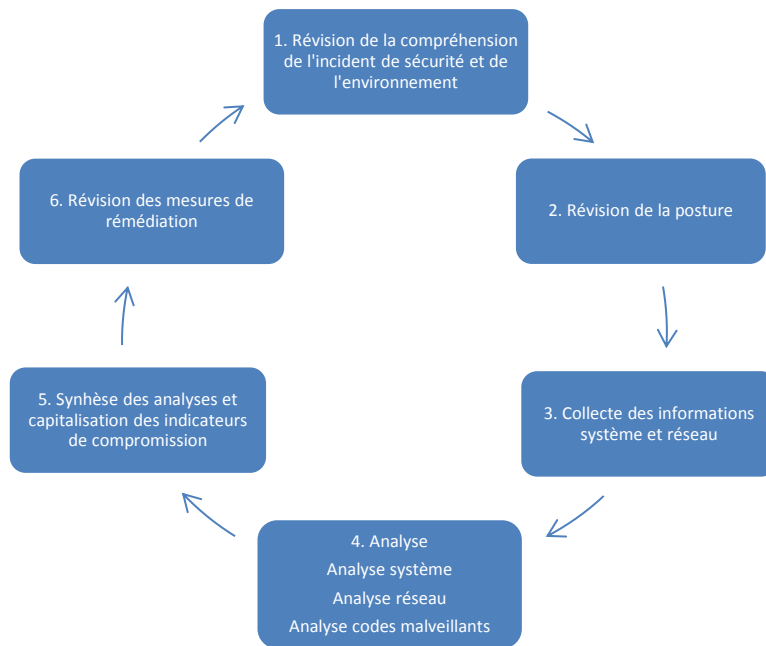 1. Révision de la compréhension
de l'incident de sécurité et de
l'environnement
2. Révision de la posture
3. Collecte des informations
système et réseau
4. Analyse
Analyse système
Analyse réseau
Analyse codes malveillants
5. Synhèse des analyses et
capitalisation des indicateurs
de compromission
6. Révision des mesures de
rémédiation